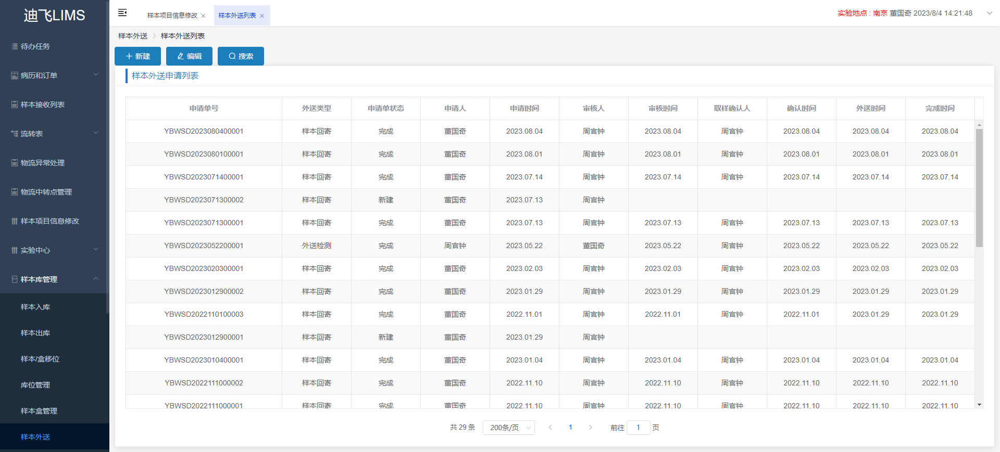 迪飞LIMS
待办任务
病历和订单
样本接收列表
流转表
物流异常处理
物流中转点管理
样本项目信息修改
实验中心
样本库管理
样本入库
样本出库
样本/盒移位
库位管理
样本盒管理
样本外送
样本项目信息修改 样本外送列表
实验地点 : 南京 董国奇 2023/8/4 14:21:48
样本外送 样本外送列表
新建 编辑 搜索
样本外送申请列表
申请单号 外送类型 申请单状态 申请人 申请时间 审核人 审核时间 取样确认人 确认时间 外送时间 完成时间
YBWSD2023080400001 样本回寄 完成 董国奇 2023.08.04 周官钟 2023.08.04 周官钟 2023.08.04 2023.08.04 2023.08.04
YBWSD2023080100001 样本回寄 完成 董国奇 2023.08.01 周官钟 2023.08.01 周官钟 2023.08.01 2023.08.01 2023.08.01
YBWSD2023071400001 样本回寄 完成 董国奇 2023.07.14 周官钟 2023.07.14 周官钟 2023.07.14 2023.07.14 2023.07.14
YBWSD2023071300002 样本回寄 新建 董国奇 2023.07.13 周官钟
YBWSD2023071300001 样本回寄 完成 董国奇 2023.07.13 周官钟 2023.07.13 周官钟 2023.07.13 2023.07.13 2023.07.13
YBWSD2023052200001 外送检测 完成 周官钟 2023.05.22 董国奇 2023.05.22 周官钟 2023.05.22 2023.05.22 2023.05.22
YBWSD2023020300001 样本回寄 完成 董国奇 2023.02.03 周官钟 2023.02.03 周官钟 2023.02.03 2023.02.03 2023.02.03
YBWSD2023012900002 样本回寄 完成 董国奇 2023.01.29 周官钟 2023.01.29 周官钟 2023.01.29 2023.01.29 2023.01.29
YBWSD2022110100003 样本回寄 完成 董国奇 2022.11.01 周官钟 2022.11.01 周官钟 2022.11.01 2023.01.29 2023.01.29
YBWSD2023012900001 样本回寄 新建 董国奇 2023.01.29 周官钟
YBWSD2023010400001 样本回寄 完成 董国奇 2023.01.04 周官钟 2023.01.04 周官钟 2023.01.04 2023.01.04 2023.01.04
YBWSD2022111000002 样本回寄 完成 董国奇 2022.11.10 周官钟 2022.11.10 周官钟 2022.11.10 2022.11.10 2022.11.10
YBWSD2022111000001 样本回寄 完成 董国奇 2022.11.10 周官钟 2022.11.10 周官钟 2022.11.10 2022.11.10 2022.11.10
共 29 条 200条/页 1 前往 1 页